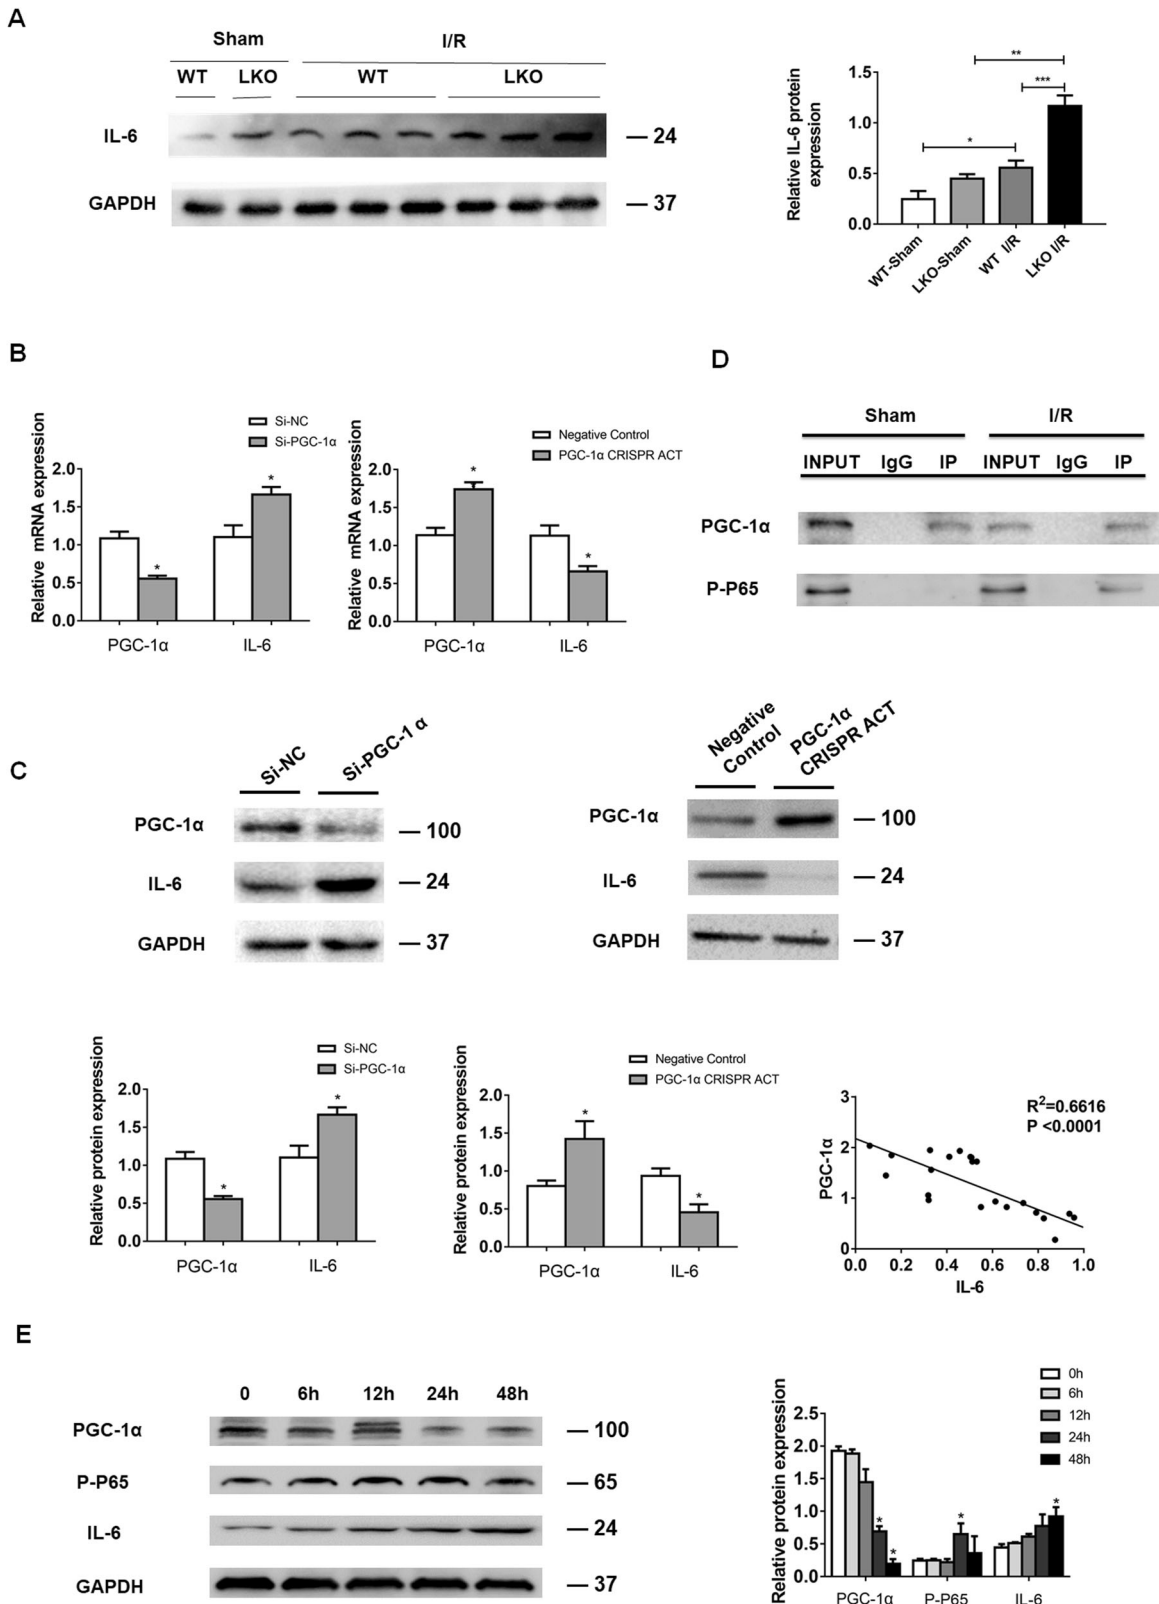 A
Sham I/R
WT LKO WT LKO
IL-6 — 24
GAPDH — 37
Relative IL-6 protein
expression
1.5
1.0
0.5
0.0
** 
***
*
WT-Sham LKO-Sham WT I/R LKO I/R
B
Si-NC
Si-PGC-1α
Relative mRNA expression
2.0
1.5
1.0
0.5
0.0
*
*
PGC-1α IL-6
Negative Control
PGC-1α CRISPR ACT
Relative mRNA expression
2.0
1.5
1.0
0.5
0.0
*
*
PGC-1α IL-6
D
Sham I/R
INPUT IgG IP INPUT IgG IP
PGC-1α
P-P65
C
Si-NC Si-PGC-1 α
PGC-1α — 100
IL-6 — 24
GAPDH — 37
Negative
Control
PGC-1α
CRISPR ACT
PGC-1α — 100
IL-6 — 24
GAPDH — 37
Si-NC
Si-PGC-1α
Relative protein expression
2.0
1.5
1.0
0.5
0.0
*
*
PGC-1α IL-6
Negative Control
PGC-1α CRISPR ACT
Relative protein expression
2.0
1.5
1.0
0.5
0.0
*
*
PGC-1α IL-6
R2=0.6616
P <0.0001
PGC-1α
3
2
1
0
0.0 0.2 0.4 0.6 0.8 1.0
IL-6
E
0 6h 12h 24h 48h
PGC-1α — 100
P-P65 — 65
IL-6 — 24
GAPDH — 37
0h
6h
12h
24h
48h
Relative protein expression
2.5
2.0
1.5
1.0
0.5
0.0
*
*
*
*
PGC-1α P-P65 IL-6